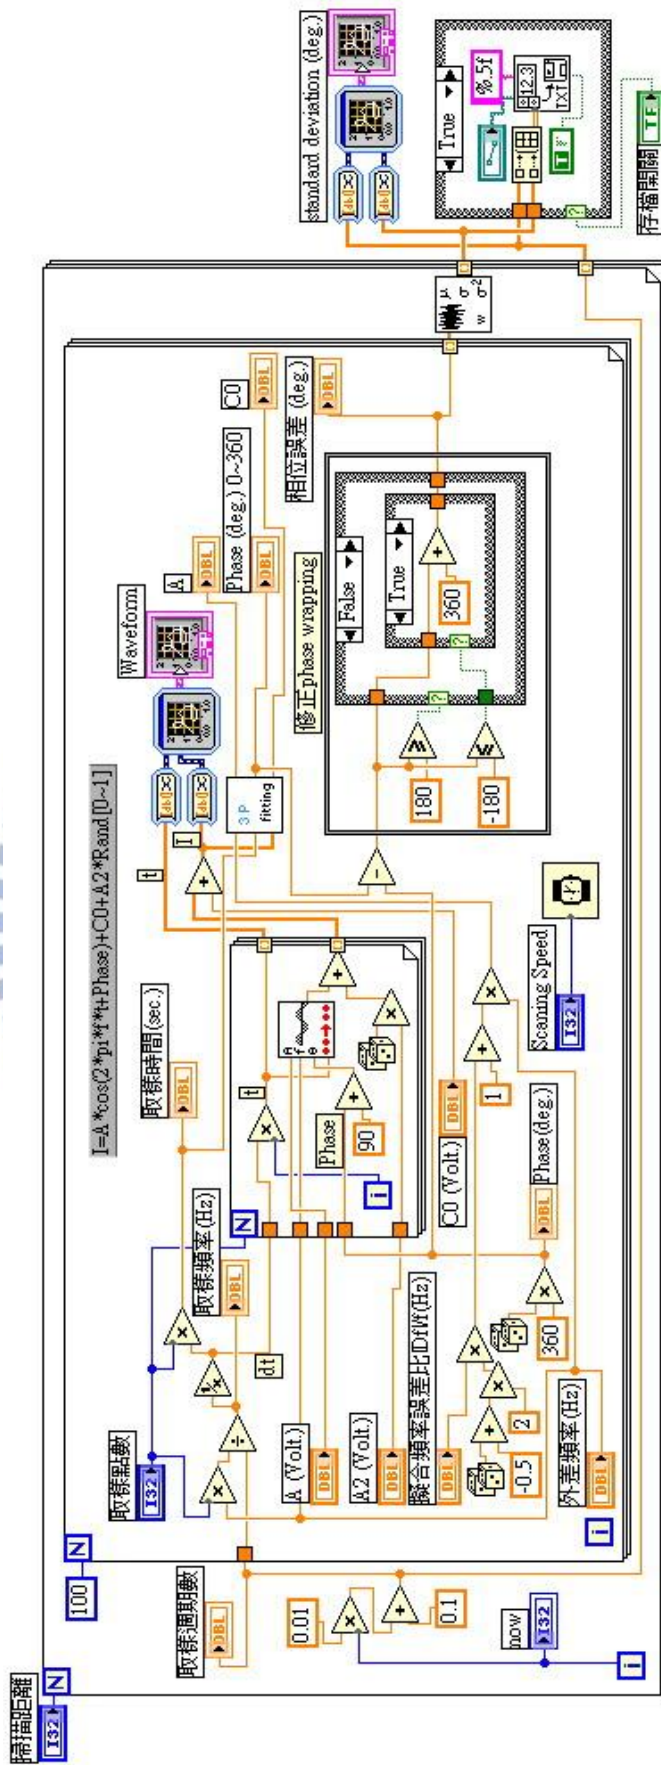 掃描距離
I32
N
取樣週期數
DBL
0.01
0.1
now
I32
i
100
N
取樣點數
I32
取樣頻率(Hz)
DBL
取樣時間(sec.)
DBL
dt
A (Volt.)
DBL
A2 (Volt.)
DBL
擬合頻率誤差比Df/f(Hz)
DBL
-0.5
2
外差頻率(Hz)
DBL
i
360
Phase(deg.)
DBL
C0 (Volt.)
DBL
1
Scaning Speed
I32
N
i
t
Phase
90
I=A*cos(2*pi*f*t+Phase)+C0+A2*Rand[0~1]
t
I
Waveform
3 P
fitting
A
DBL
Phase (deg.) 0~360
DBL
C0
DBL
修正phase wrapping
180
-180
False
True
360
相位誤差 (deg.)
DBL
μ
σ
σ²
w
standard deviation (deg.)
True
%.5f
12.3
TXT
T
存檔開關
TF